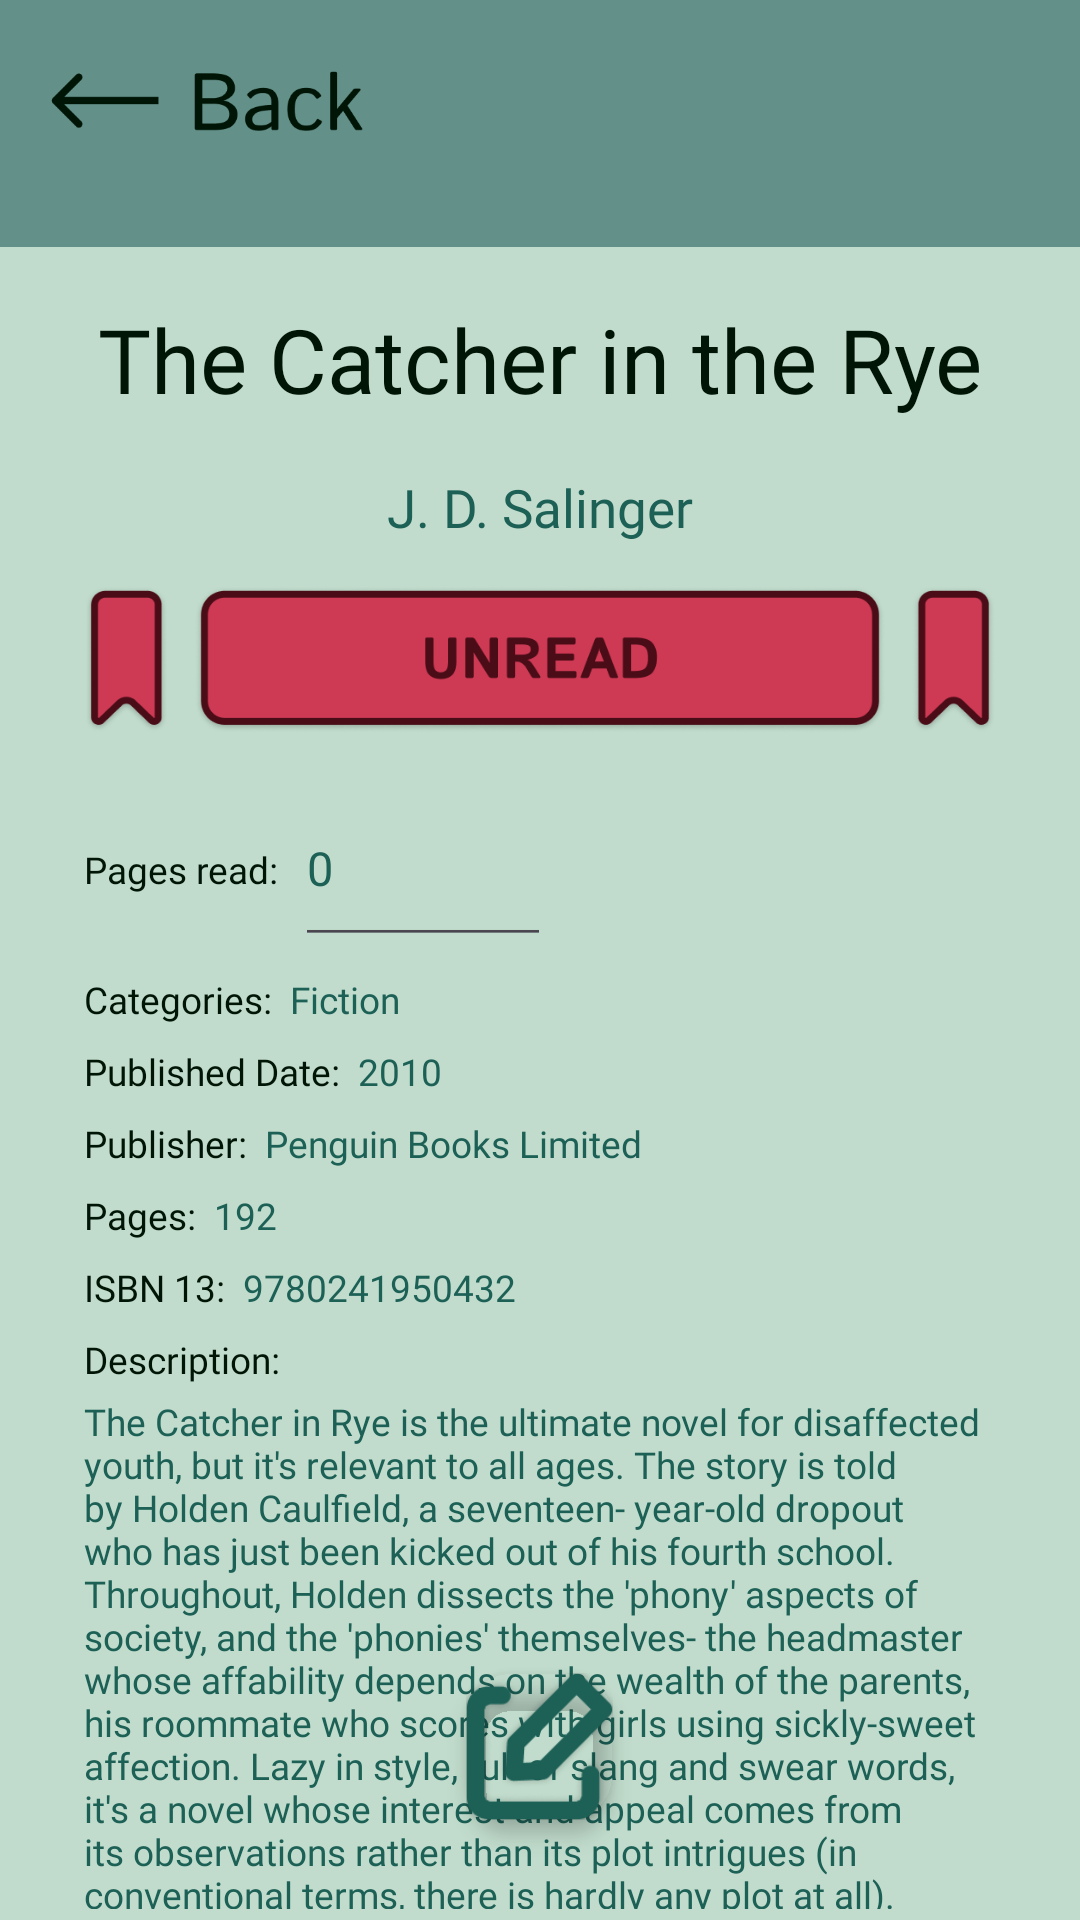 Back
The Catcher in the Rye
J. D. Salinger
UNREAD
Pages read: 0
Categories: Fiction
Published Date: 2010
Publisher: Penguin Books Limited
Pages: 192
ISBN 13: 9780241950432
Description:
The Catcher in Rye is the ultimate novel for disaffected
youth, but it's relevant to all ages. The story is told
by Holden Caulfield, a seventeen- year-old dropout
who has just been kicked out of his fourth school.
Throughout, Holden dissects the 'phony' aspects of
society, and the 'phonies' themselves- the headmaster
whose affability depends on the wealth of the parents,
his roommate who scores with girls using sickly-sweet
affection. Lazy in style, slang and swear words,
it's a novel whose interest and appeal comes from
its observations rather than its plot intrigues (in
conventional terms, there is hardly any plot at all).